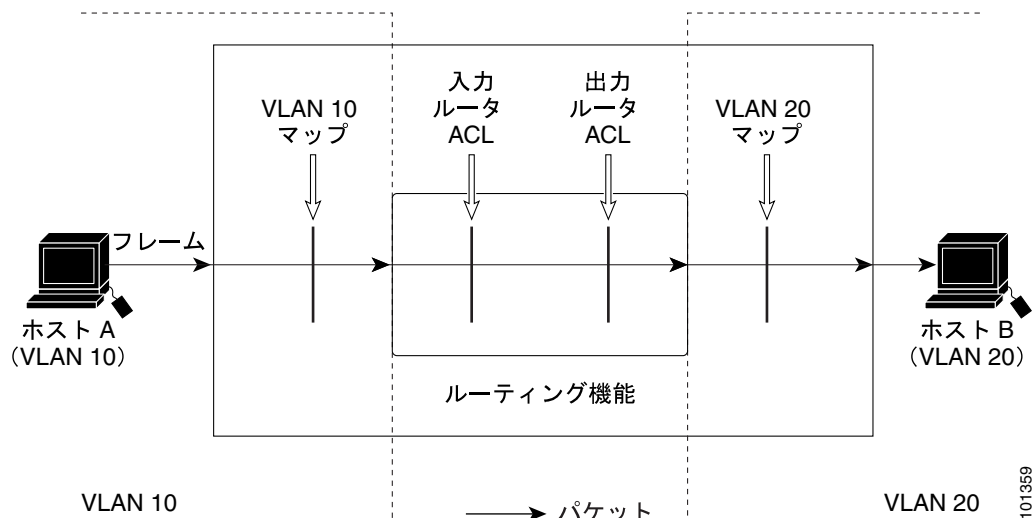 VLAN 10
マップ
入力
ルータ
ACL
出力
ルータ
ACL
VLAN 20
マップ
フレーム
ホスト A
（VLAN 10）
ホスト B
（VLAN 20）
ルーティング機能
VLAN 10
パケット
VLAN 20
101359